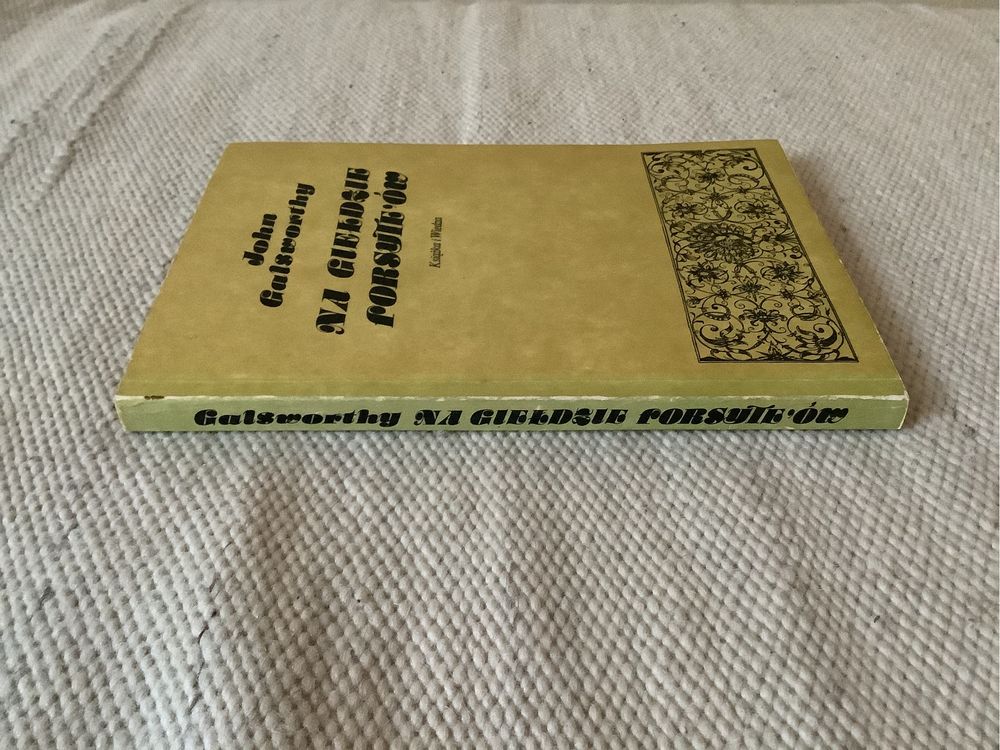 John
Galsworthy
NA GIEŁDZIE
FORSYTE'ÓW
Książka i Wiedza
Galsworthy NA GIEŁDZIE FORSYTE'ÓW